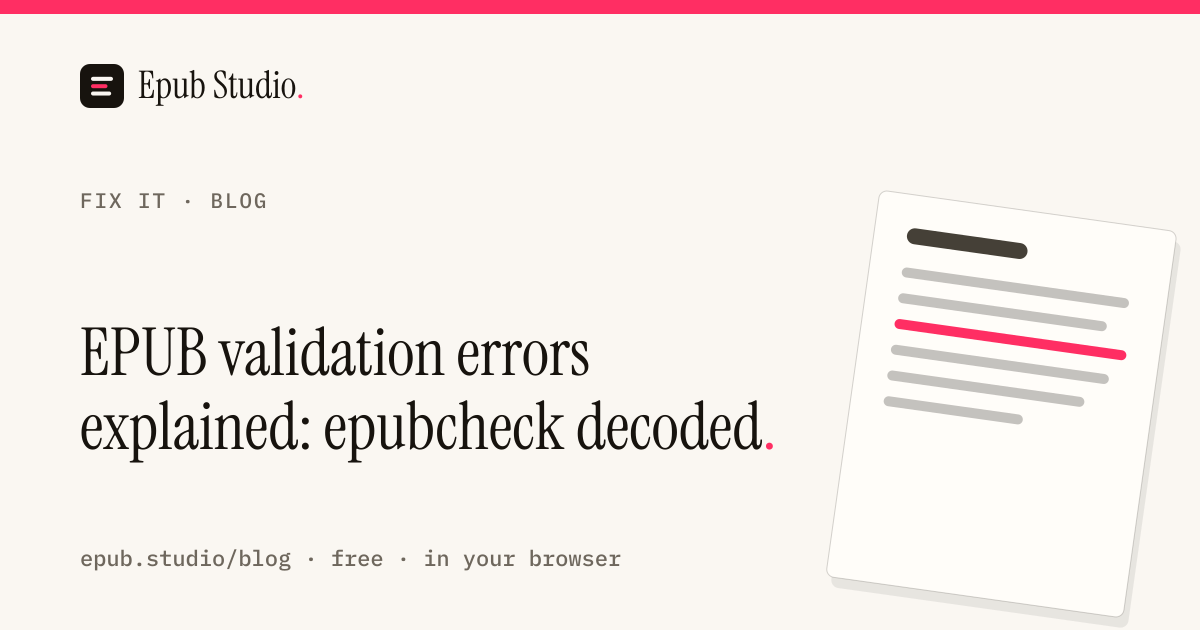 Epub Studio.
FIX IT · BLOG
EPUB validation errors
explained: epubcheck decoded.
epub.studio/blog · free · in your browser